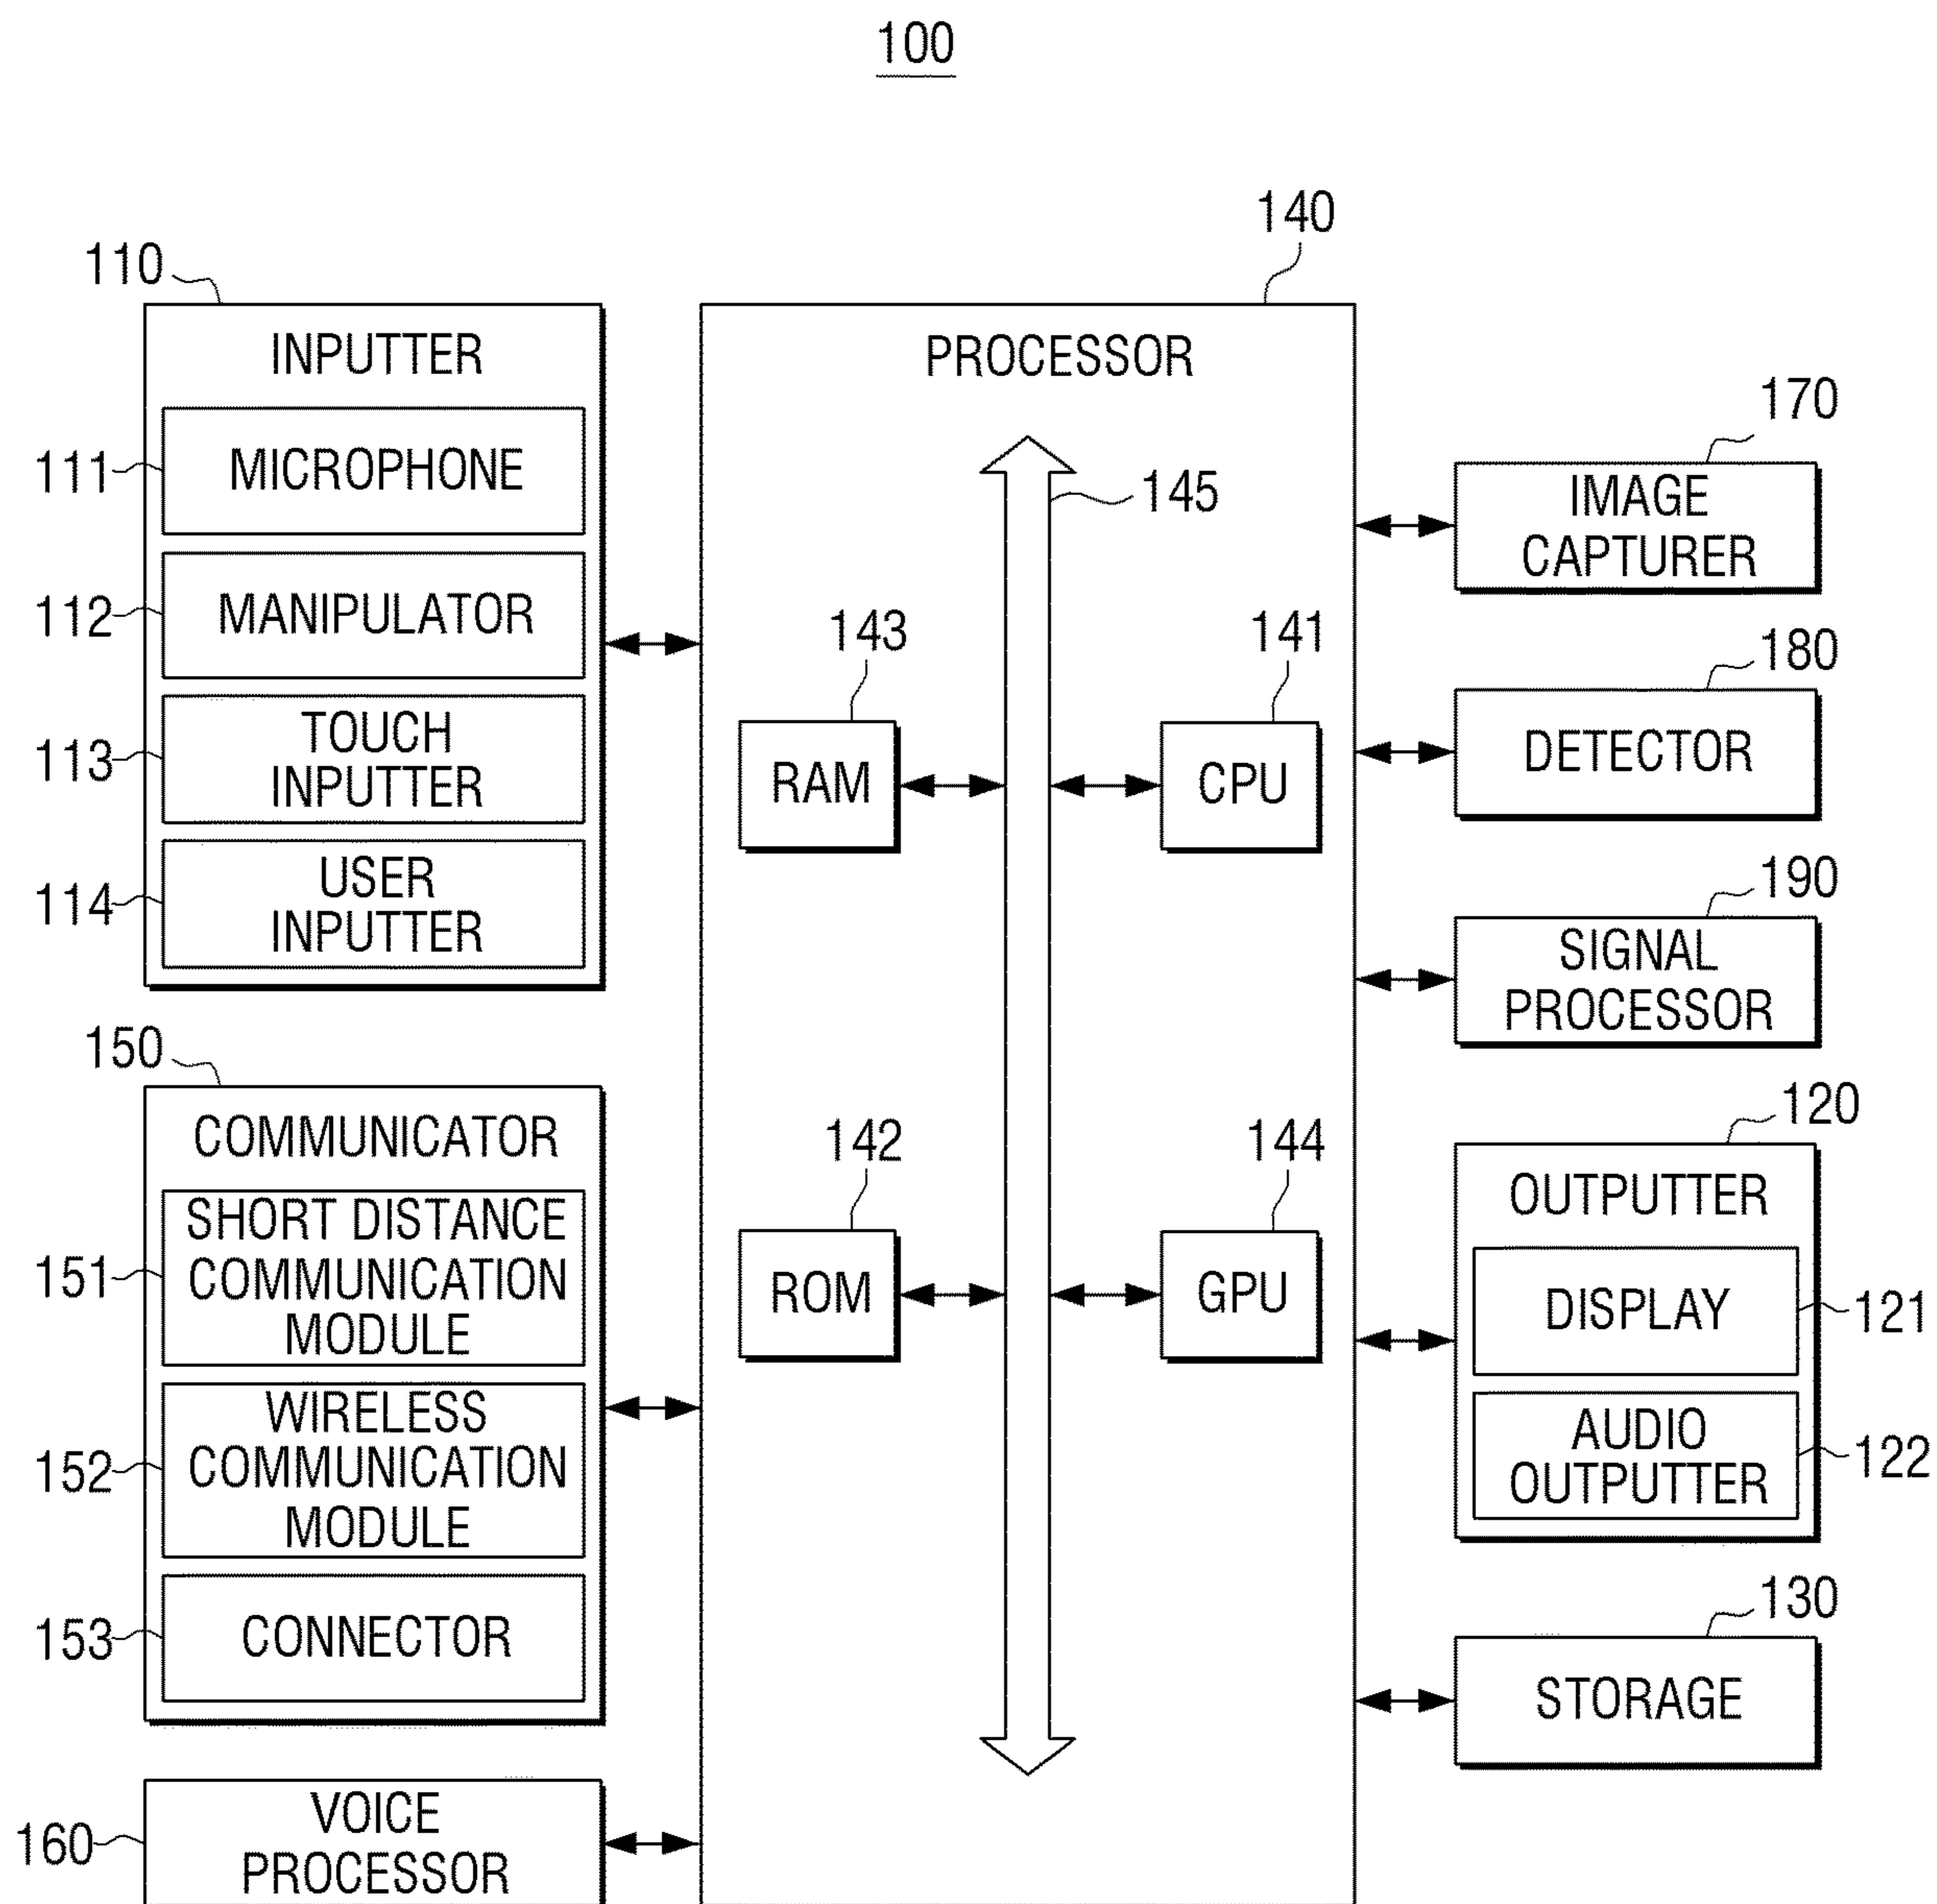 100
110
INPUTTER
111
MICROPHONE
112
MANIPULATOR
113
TOUCH
INPUTTER
114
USER
INPUTTER
150
COMMUNICATOR
151
SHORT DISTANCE
COMMUNICATION
MODULE
152
WIRELESS
COMMUNICATION
MODULE
153
CONNECTOR
160
VOICE
PROCESSOR
140
PROCESSOR
145
143
RAM
141
CPU
142
ROM
144
GPU
170
IMAGE
CAPTURER
180
DETECTOR
190
SIGNAL
PROCESSOR
120
OUTPUTTER
DISPLAY
121
AUDIO
OUTPUTTER
122
130
STORAGE